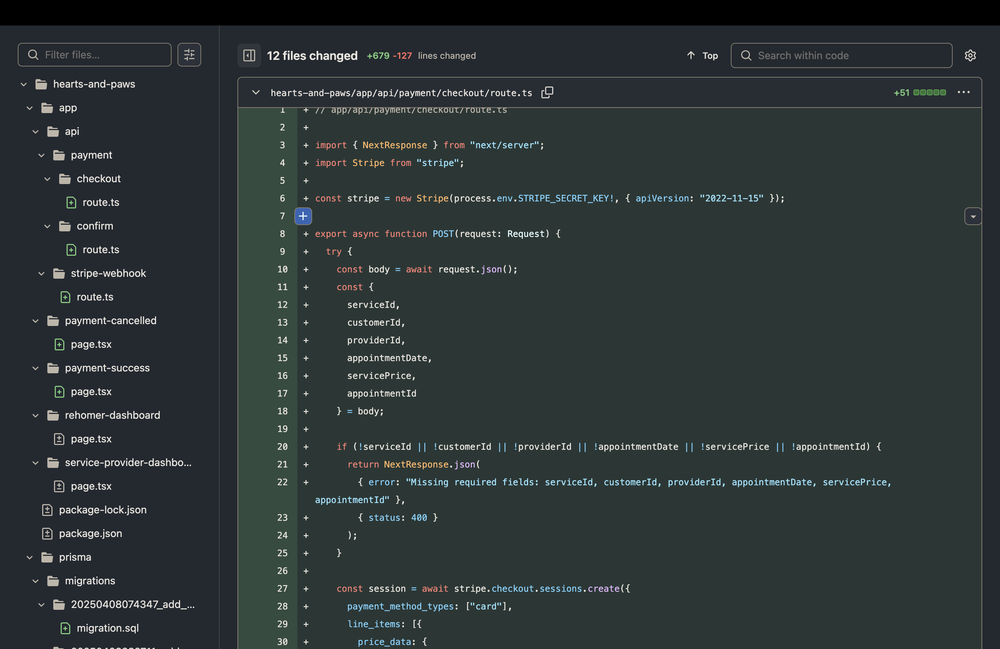 Filter files...
hearts-and-paws
app
api
payment
checkout
route.ts
confirm
route.ts
stripe-webhook
route.ts
payment-cancelled
page.tsx
payment-success
page.tsx
rehomer-dashboard
page.tsx
service-provider-dashbo...
page.tsx
package-lock.json
package.json
prisma
migrations
20250408074347_add_...
migration.sql
12 files changed +679 -127 lines changed
Top
Search within code
hearts-and-paws/app/api/payment/checkout/route.ts
+51
1 + // app/api/payment/checkout/route.ts
2 +
3 + import { NextResponse } from "next/server";
4 + import Stripe from "stripe";
5 +
6 + const stripe = new Stripe(process.env.STRIPE_SECRET_KEY!, { apiVersion: "2022-11-15" });
7 +
8 + export async function POST(request: Request) {
9 + try {
10 + const body = await request.json();
11 + const {
12 + serviceId,
13 + customerId,
14 + providerId,
15 + appointmentDate,
16 + servicePrice,
17 + appointmentId
18 + } = body;
19 +
20 + if (!serviceId || !customerId || !providerId || !appointmentDate || !servicePrice || !appointmentId) {
21 + return NextResponse.json(
22 + { error: "Missing required fields: serviceId, customerId, providerId, appointmentDate, servicePrice,
appointmentId" },
23 + { status: 400 }
24 + );
25 + }
26 +
27 + const session = await stripe.checkout.sessions.create({
28 + payment_method_types: ["card"],
29 + line_items: [{
30 + price_data: {